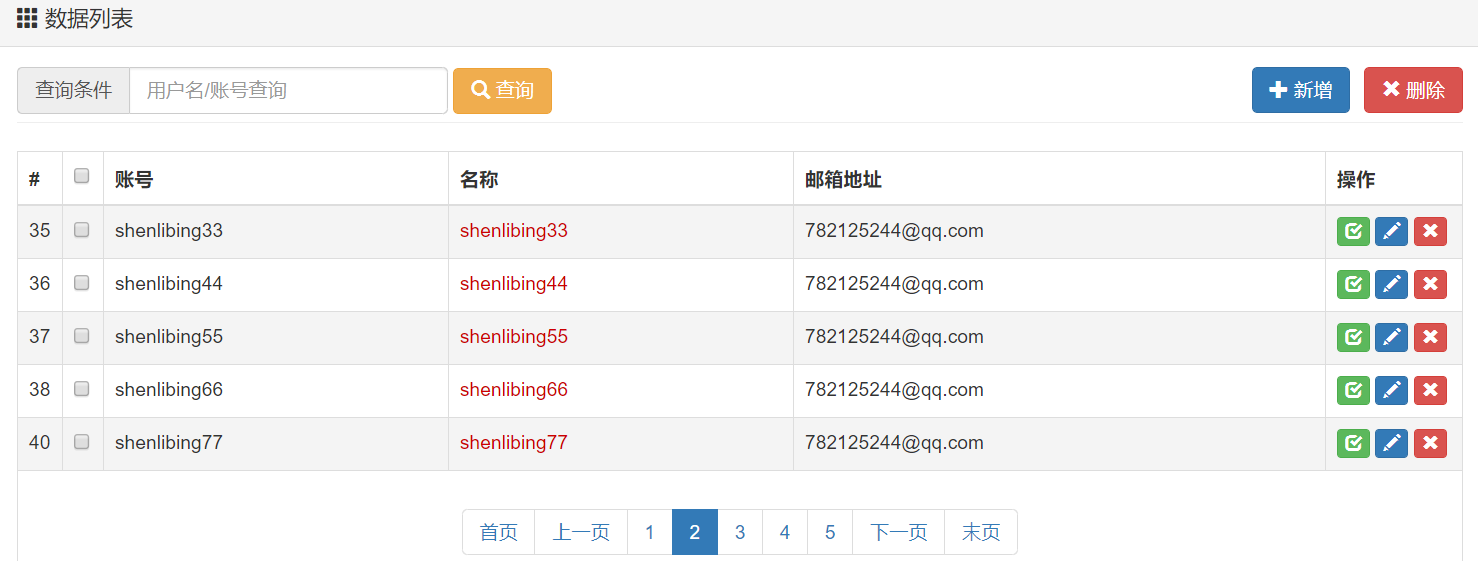 数据列表
查询条件 用户名/账号查询 查询 新增 删除
# 账号 名称 邮箱地址 操作
35 shenlibing33 shenlibing33 782125244@qq.com
36 shenlibing44 shenlibing44 782125244@qq.com
37 shenlibing55 shenlibing55 782125244@qq.com
38 shenlibing66 shenlibing66 782125244@qq.com
40 shenlibing77 shenlibing77 782125244@qq.com
首页 上一页 1 2 3 4 5 下一页 末页